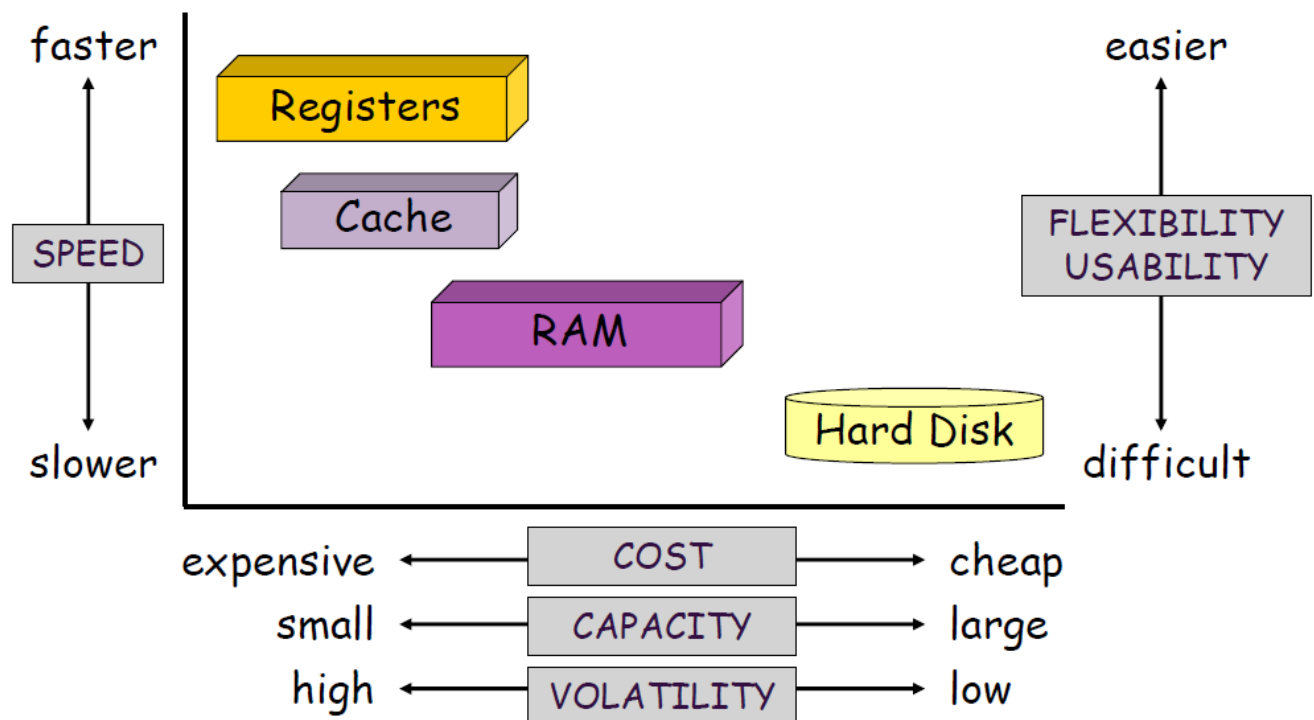 faster
easier
Registers
Cache
SPEED
FLEXIBILITY
USABILITY
RAM
Hard Disk
slower
difficult
expensive
COST
cheap
small
CAPACITY
large
high
VOLATILITY
low